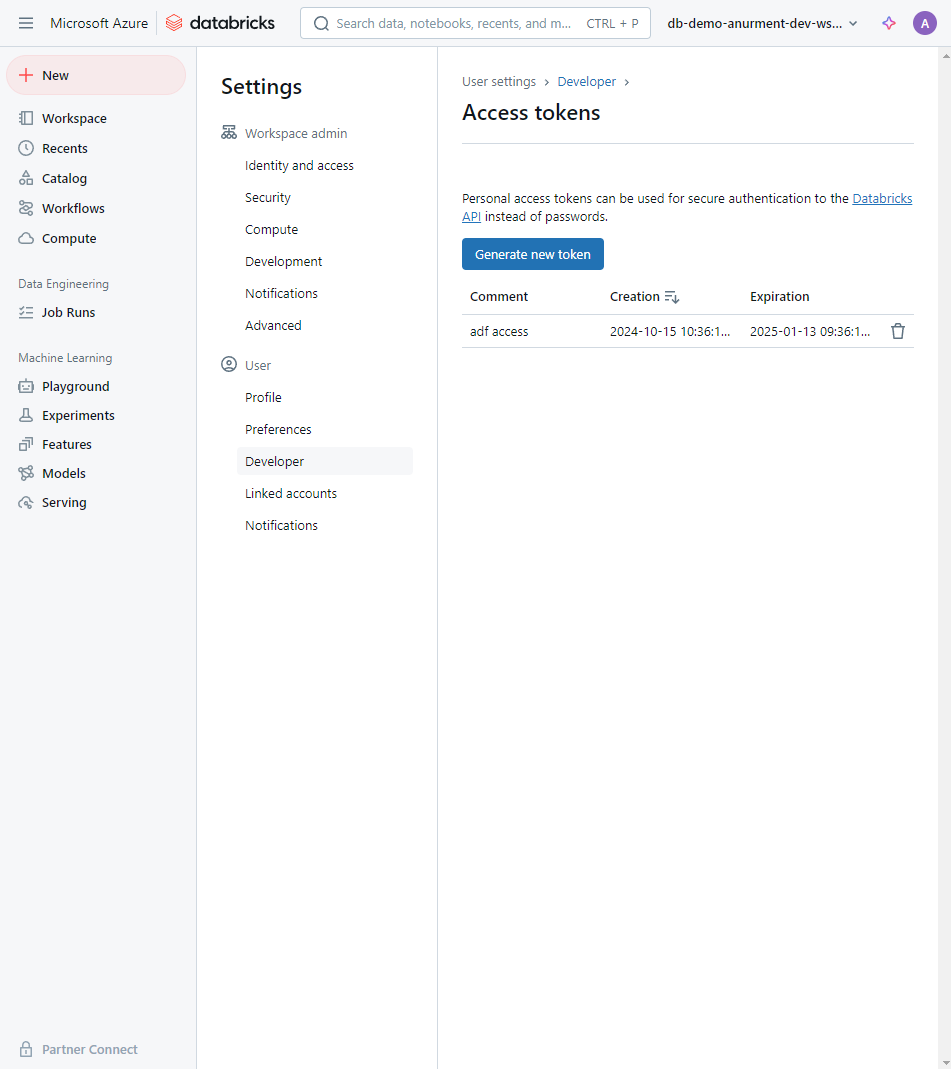 Microsoft Azure
databricks
Search data, notebooks, recents, and m...
CTRL + P
db-demo-anurment-dev-ws...
A
New
Workspace
Recents
Catalog
Workflows
Compute
Data Engineering
Job Runs
Machine Learning
Playground
Experiments
Features
Models
Serving
Partner Connect
Settings
Workspace admin
Identity and access
Security
Compute
Development
Notifications
Advanced
User
Profile
Preferences
Developer
Linked accounts
Notifications
User settings › Developer ›
Access tokens
Personal access tokens can be used for secure authentication to the Databricks
API instead of passwords.
Generate new token
Comment Creation Expiration
adf access 2024-10-15 10:36:1... 2025-01-13 09:36:1...